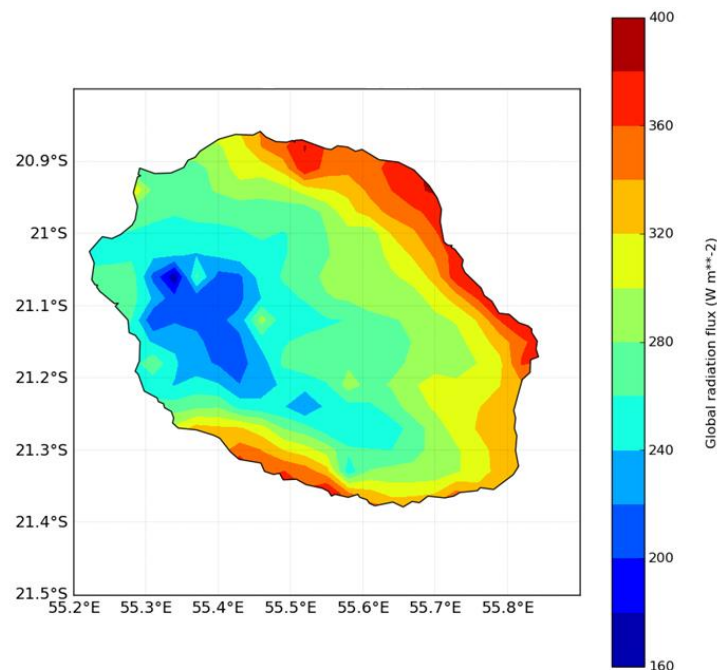 400
360
320
280
240
200
160
Global radiation flux (W m**-2)
20.9°S
21°S
21.1°S
21.2°S
21.3°S
21.4°S
21.5°S
55.2°E 55.3°E 55.4°E 55.5°E 55.6°E 55.7°E 55.8°E